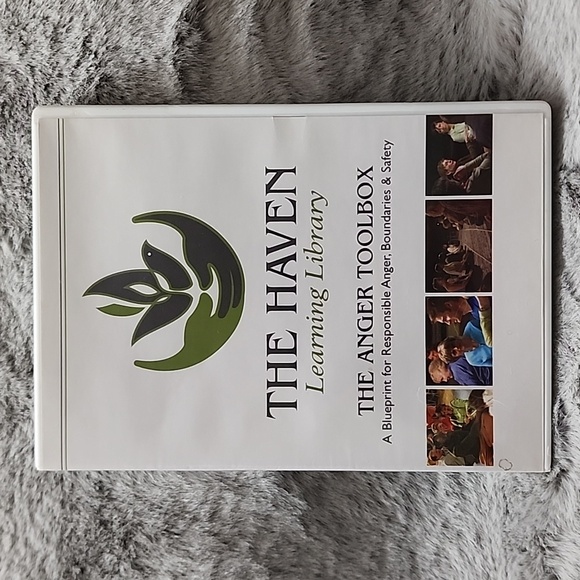 THE HAVEN
Learning Library
THE ANGER TOOLBOX
A Blueprint for Responsible Anger, Boundaries & Safety